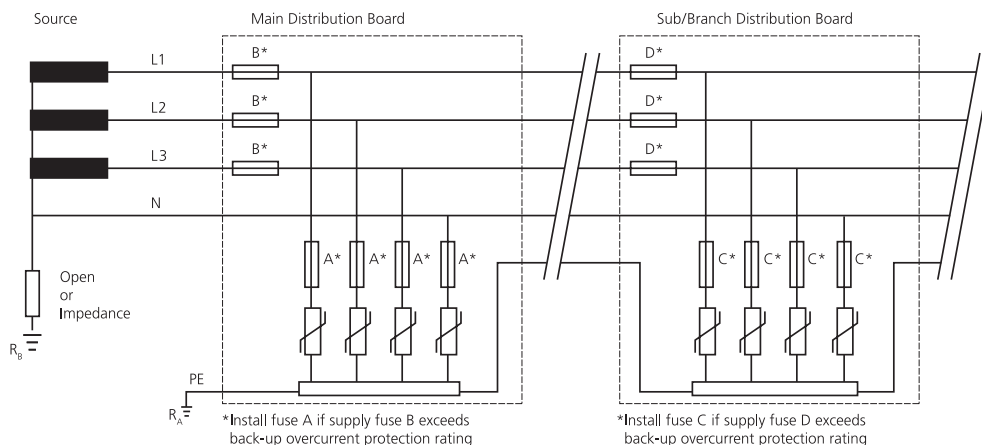 Source
Main Distribution Board
Sub/Branch Distribution Board
L1
B*
D*
L2
B*
D*
L3
B*
D*
N
A*
A*
A*
A*
C*
C*
C*
C*
Open
or
Impedance
RB
PE
RA
*Install fuse A if supply fuse B exceeds
back-up overcurrent protection rating
*Install fuse C if supply fuse D exceeds
back-up overcurrent protection rating